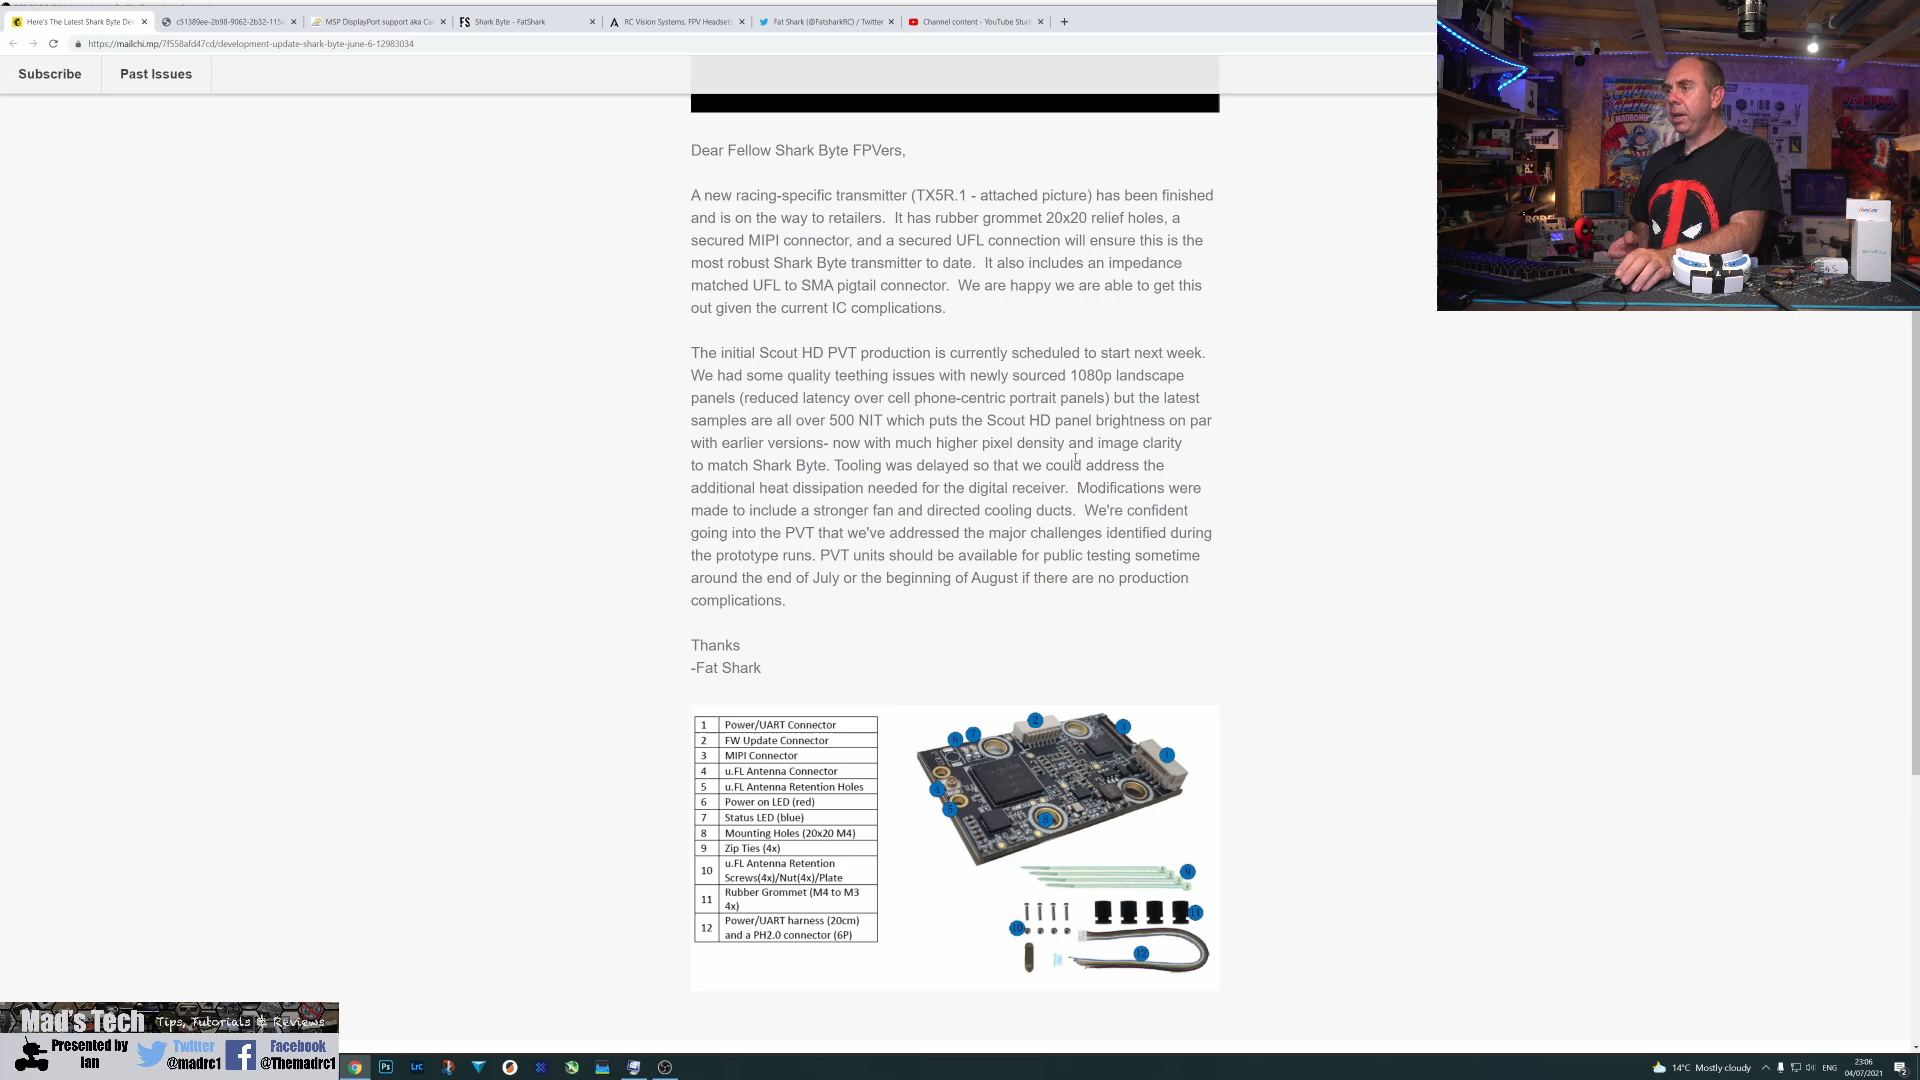 Here's The Latest Shark Byte Dev
c51389ee-2b98-9062-2b32-115a
MSP DisplayPort support aka Ca
Shark Byte - FatShark
RC Vision Systems, FPV Headset
Fat Shark (@FatsharkRC) / Twitter
Channel content - YouTube Studi
https://mailchi.mp/7f558afd47cd/development-update-shark-byte-june-6-12983034
Subscribe
Past Issues
Dear Fellow Shark Byte FPVers,
A new racing-specific transmitter (TX5R.1 - attached picture) has been finished
and is on the way to retailers.  It has rubber grommet 20x20 relief holes, a
secured MIPI connector, and a secured UFL connection will ensure this is the
most robust Shark Byte transmitter to date.  It also includes an impedance
matched UFL to SMA pigtail connector.  We are happy we are able to get this
out given the current IC complications.
The initial Scout HD PVT production is currently scheduled to start next week.
We had some quality teething issues with newly sourced 1080p landscape
panels (reduced latency over cell phone-centric portrait panels) but the latest
samples are all over 500 NIT which puts the Scout HD panel brightness on par
with earlier versions- now with much higher pixel density and image clarity
to match Shark Byte. Tooling was delayed so that we could address the
additional heat dissipation needed for the digital receiver.  Modifications were
made to include a stronger fan and directed cooling ducts.  We're confident
going into the PVT that we've addressed the major challenges identified during
the prototype runs. PVT units should be available for public testing sometime
around the end of July or the beginning of August if there are no production
complications.
Thanks
-Fat Shark
1 Power/UART Connector
2 FW Update Connector
3 MIPI Connector
4 u.FL Antenna Connector
5 u.FL Antenna Retention Holes
6 Power on LED (red)
7 Status LED (blue)
8 Mounting Holes (20x20 M4)
9 Zip Ties (4x)
10 u.FL Antenna Retention
Screws(4x)/Nut(4x)/Plate
11 Rubber Grommet (M4 to M3
4x)
12 Power/UART harness (20cm)
and a PH2.0 connector (6P)
Mad's Tech Tips, Tutorials & Reviews
Presented by
Ian
Twitter
@madrc1
Facebook
@Themadrc1
14°C Mostly cloudy
ENG
23:06
04/07/2021